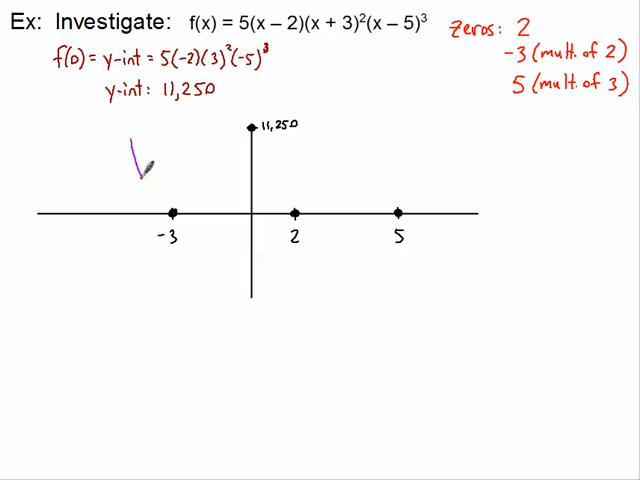 Ex: Investigate: f(x) = 5(x – 2)(x + 3)²(x – 5)³
zeros: 2
-3 (mult. of 2)
5 (mult. of 3)
f(0) = y-int = 5(-2)(3)²(-5)³
y-int: 11,250
11,250
-3 2 5